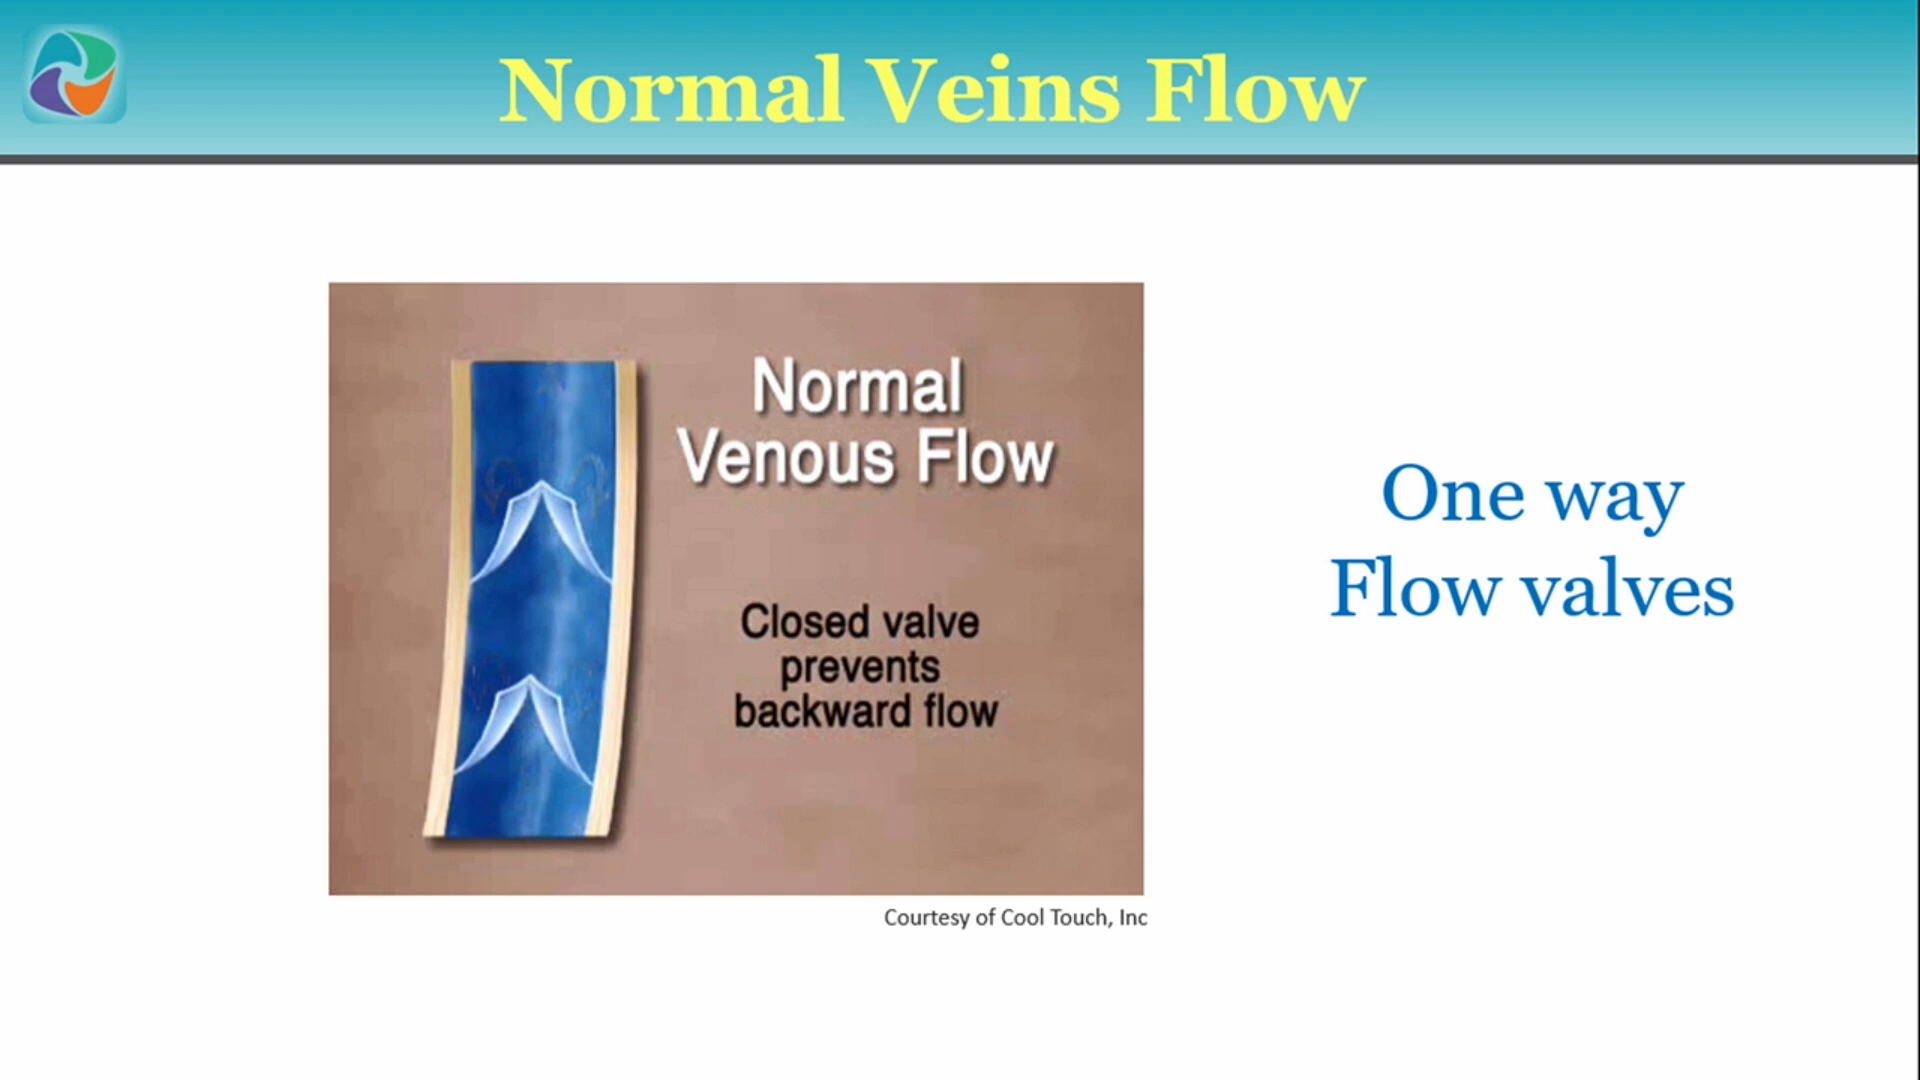 Normal Veins Flow
Normal
Venous Flow
Closed valve
prevents
backward flow
One way
Flow valves
Courtesy of Cool Touch, Inc